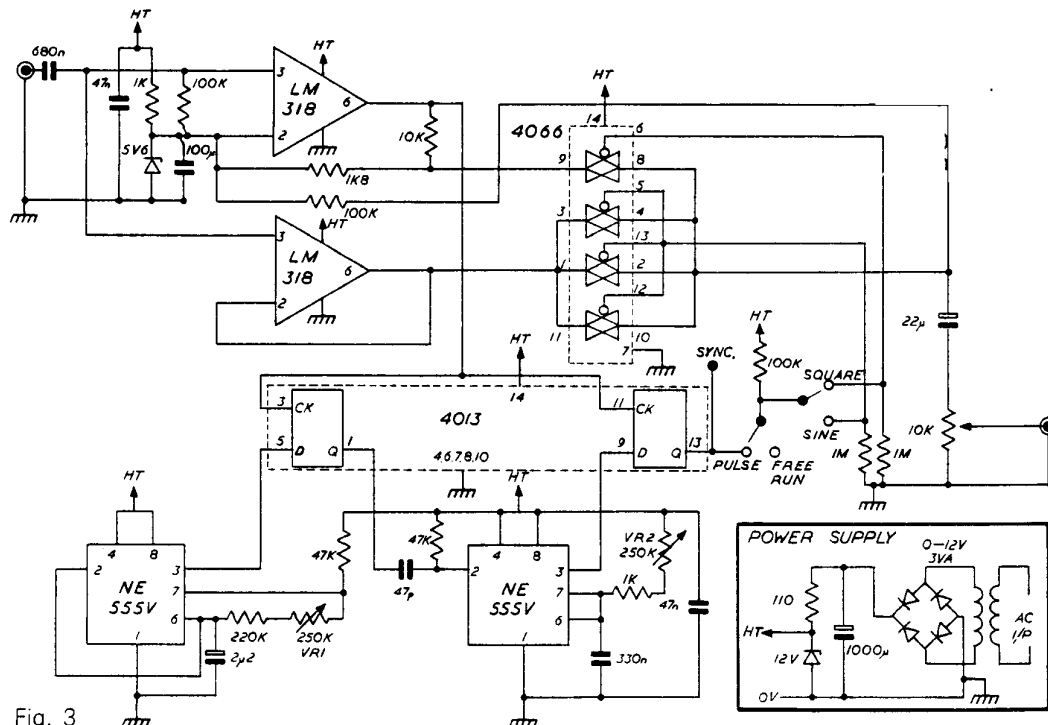 HT
680n
47n
1K
100K
5V6
100µ
3
2
LM
318
6
HT
10K
1K8
100K
3
2
LM
318
6
HT
HT
14
4066
9
3
1
11
6
8
5
4
13
2
12
10
7
HT
14
4013
3
CK
5
D
Q
1
4,6,7,8,10
11
CK
9
D
Q
13
SYNC.
HT
100K
SQUARE
SINE
PULSE
FREE
RUN
1M
1M
22µ
10K
HT
4
8
2
3
7
6
1
NE
555V
220K
250K
VR1
2µ2
47K
47K
47p
HT
4
8
2
3
7
6
1
NE
555V
VR2
250K
1K
47n
330n
POWER SUPPLY
0-12V
3VA
110
HT
12V
1000µ
0V
AC
I/P
Fig. 3